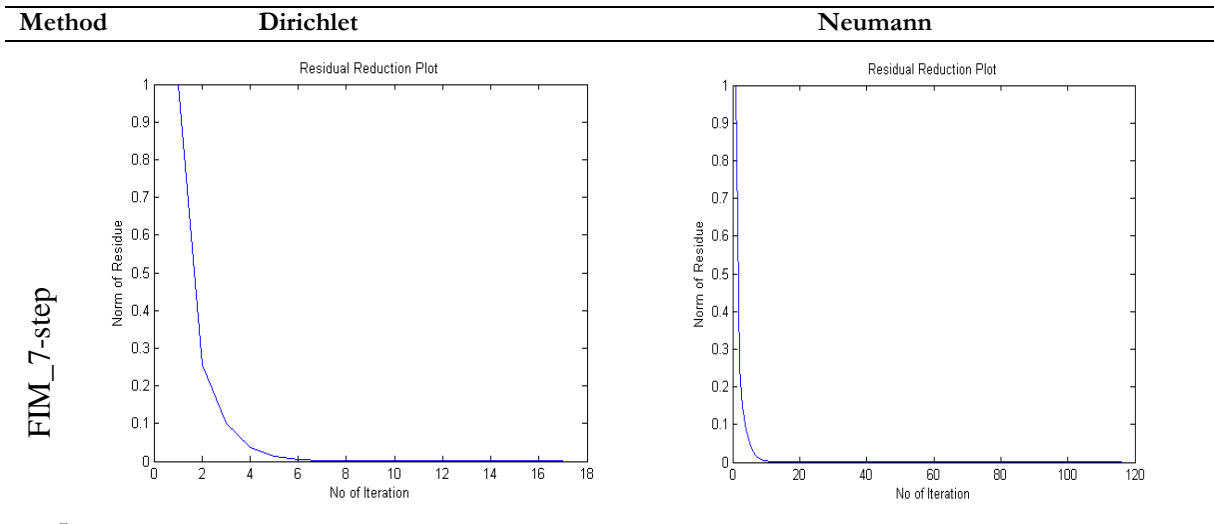 Method Dirichlet Neumann
FIM_7-step
Residual Reduction Plot
1
0.9
0.8
0.7
0.6
0.5
0.4
0.3
0.2
0.1
0
Norm of Residue
0 2 4 6 8 10 12 14 16 18
No of Iteration
Residual Reduction Plot
1
0.9
0.8
0.7
0.6
0.5
0.4
0.3
0.2
0.1
0
Norm of Residue
0 20 40 60 80 100 120
No of Iteration